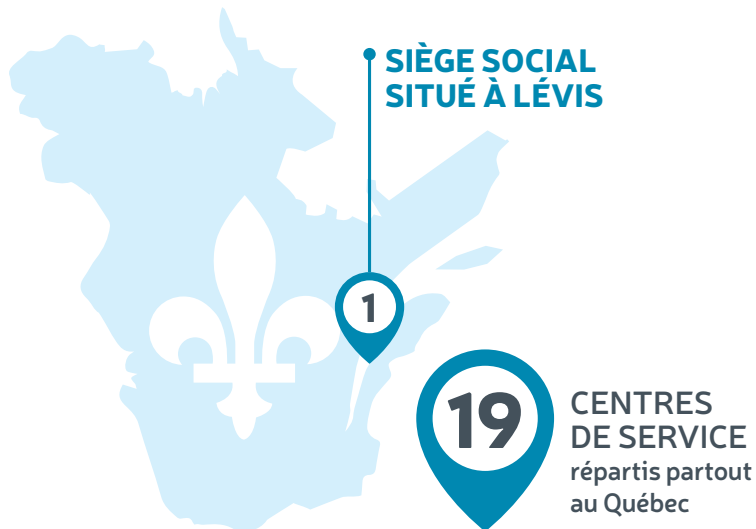 SIÈGE SOCIAL
SITUÉ À LÉVIS
1
19
CENTRES
DE SERVICE
répartis partout
au Québec